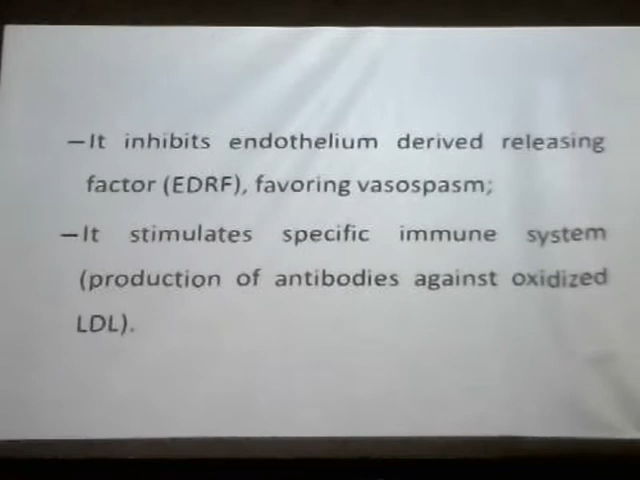 –It inhibits endothelium derived releasing
factor (EDRF), favoring vasospasm;
–It stimulates specific immune system
(production of antibodies against oxidized
LDL).